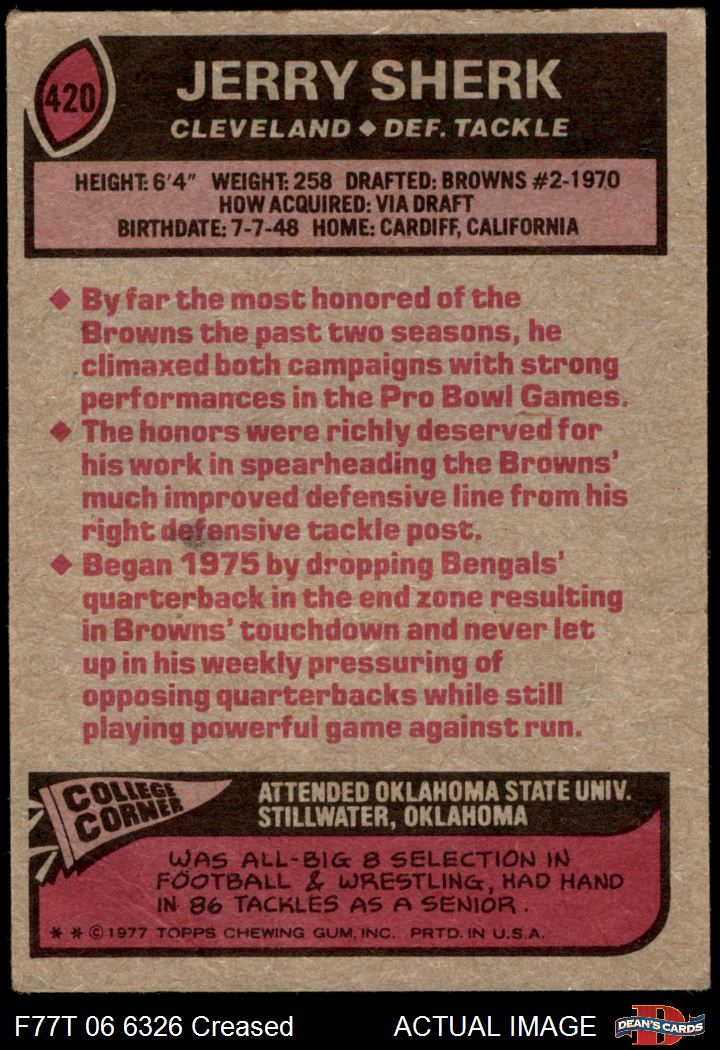 420
JERRY SHERK
CLEVELAND ◆ DEF. TACKLE
HEIGHT: 6'4" WEIGHT: 258 DRAFTED: BROWNS #2-1970
HOW ACQUIRED: VIA DRAFT
BIRTHDATE: 7-7-48 HOME: CARDIFF, CALIFORNIA
◆ By far the most honored of the
Browns the past two seasons, he
climaxed both campaigns with strong
performances in the Pro Bowl Games.
◆ The honors were richly deserved for
his work in spearheading the Browns'
much improved defensive line from his
right defensive tackle post.
◆ Began 1975 by dropping Bengals'
quarterback in the end zone resulting
in Browns' touchdown and never let
up in his weekly pressuring of
opposing quarterbacks while still
playing powerful game against run.
COLLEGE
CORNER
ATTENDED OKLAHOMA STATE UNIV.
STILLWATER, OKLAHOMA
WAS ALL-BIG 8 SELECTION IN
FOOTBALL & WRESTLING, HAD HAND
IN 86 TACKLES AS A SENIOR.
* * © 1977 TOPPS CHEWING GUM, INC. PRTD. IN U.S.A.
F77T 06 6326 Creased
ACTUAL IMAGE
D
DEAN'S CARDS